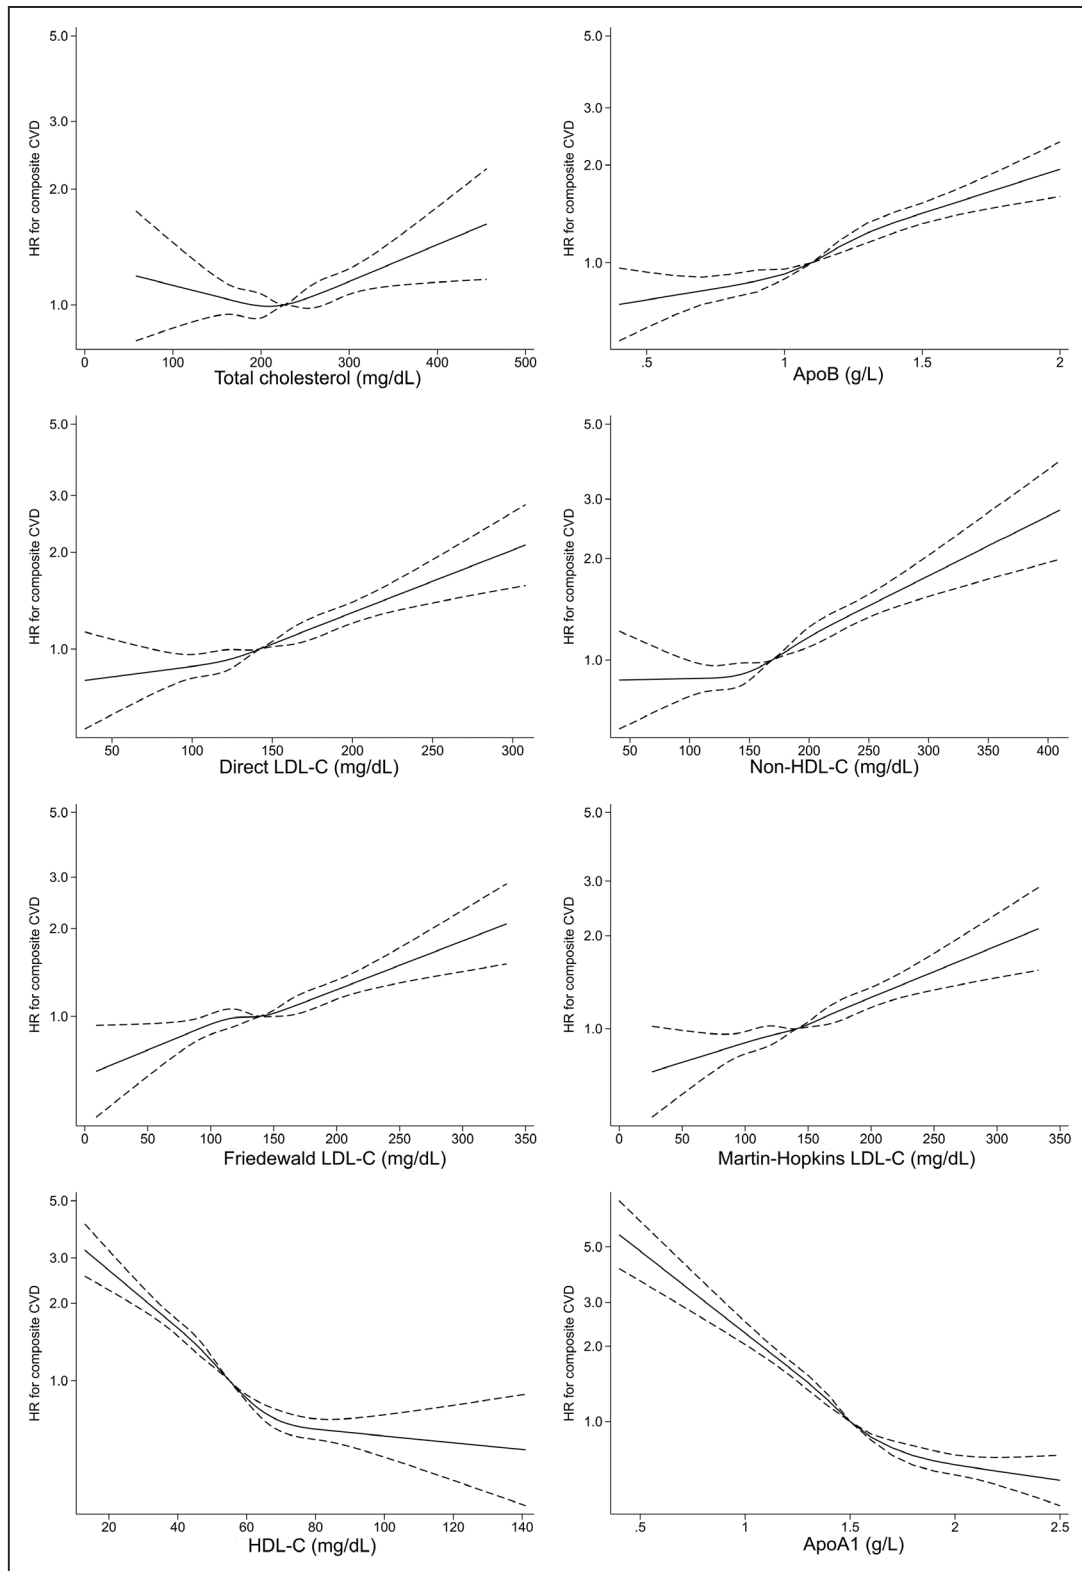 5.0
3.0
2.0
1.0
HR for composite CVD
0 100 200 300 400 500
Total cholesterol (mg/dL)
5.0
3.0
2.0
1.0
HR for composite CVD
.5 1 1.5 2
ApoB (g/L)
5.0
3.0
2.0
1.0
HR for composite CVD
50 100 150 200 250 300
Direct LDL-C (mg/dL)
5.0
3.0
2.0
1.0
HR for composite CVD
50 100 150 200 250 300 350 400
Non-HDL-C (mg/dL)
5.0
3.0
2.0
1.0
HR for composite CVD
0 50 100 150 200 250 300 350
Friedewald LDL-C (mg/dL)
5.0
3.0
2.0
1.0
HR for composite CVD
0 50 100 150 200 250 300 350
Martin-Hopkins LDL-C (mg/dL)
5.0
3.0
2.0
1.0
HR for composite CVD
20 40 60 80 100 120 140
HDL-C (mg/dL)
5.0
3.0
2.0
1.0
HR for composite CVD
.5 1 1.5 2 2.5
ApoA1 (g/L)